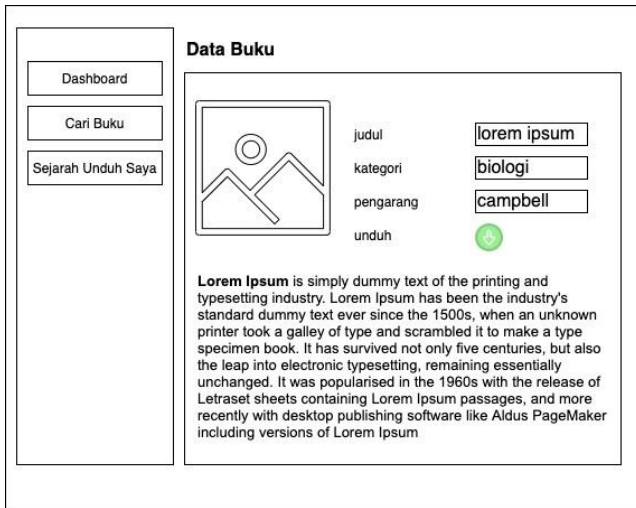 Data Buku
Dashboard
Cari Buku
Sejarah Unduh Saya
judul
lorem ipsum
kategori
biologi
pengarang
campbell
unduh
Lorem Ipsum is simply dummy text of the printing and
typesetting industry. Lorem Ipsum has been the industry's
standard dummy text ever since the 1500s, when an unknown
printer took a galley of type and scrambled it to make a type
specimen book. It has survived not only five centuries, but also
the leap into electronic typesetting, remaining essentially
unchanged. It was popularised in the 1960s with the release of
Letraset sheets containing Lorem Ipsum passages, and more
recently with desktop publishing software like Aldus PageMaker
including versions of Lorem Ipsum